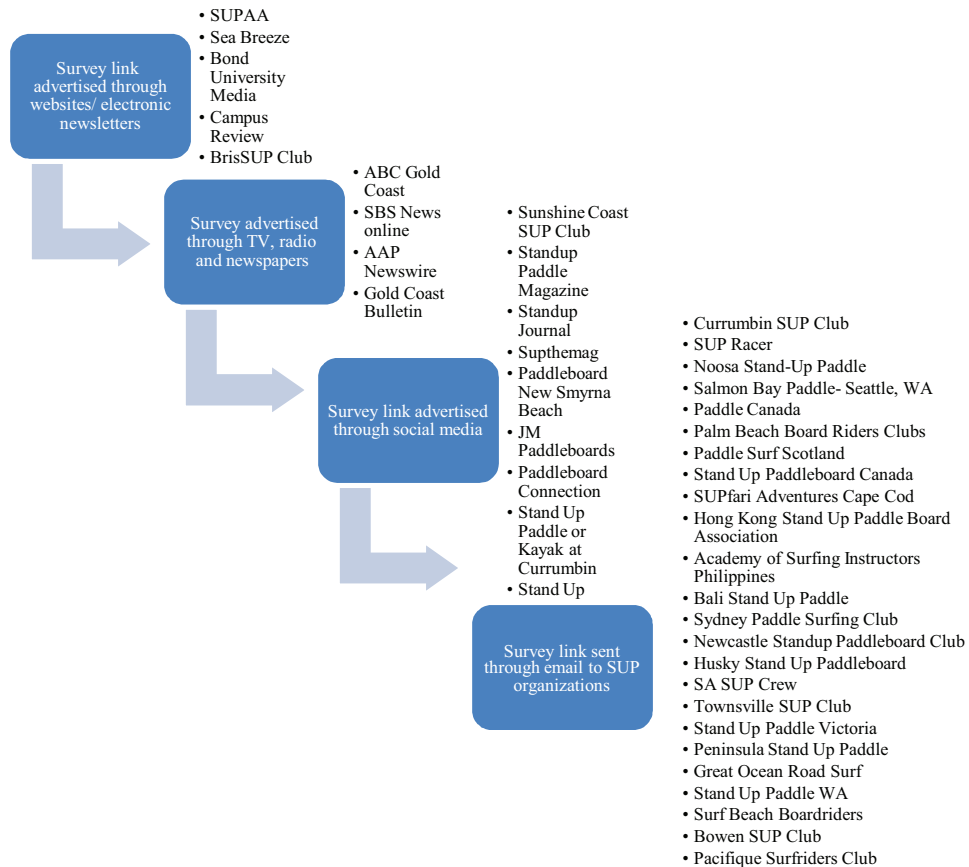 Survey link
advertised through
websites/ electronic
newsletters
• SUPAA
• Sea Breeze
• Bond
University
Media
• Campus
Review
• BrisSUP Club
Survey advertised
through TV, radio
and newspapers
• ABC Gold
Coast
• SBS News
online
• AAP
Newswire
• Gold Coast
Bulletin
Survey link advertised
through social media
• Sunshine Coast
SUP Club
• Standup
Paddle
Magazine
• Standup
Journal
• Supthemag
• Paddleboard
New Smyrna
Beach
• JM
Paddleboards
• Paddleboard
Connection
• Stand Up
Paddle or
Kayak at
Currumbin
• Stand Up
Survey link sent
through email to SUP
organizations
• Currumbin SUP Club
• SUP Racer
• Noosa Stand-Up Paddle
• Salmon Bay Paddle- Seattle, WA
• Paddle Canada
• Palm Beach Board Riders Clubs
• Paddle Surf Scotland
• Stand Up Paddleboard Canada
• SUPfari Adventures Cape Cod
• Hong Kong Stand Up Paddle Board
Association
• Academy of Surfing Instructors
Philippines
• Bali Stand Up Paddle
• Sydney Paddle Surfing Club
• Newcastle Standup Paddleboard Club
• Husky Stand Up Paddleboard
• SA SUP Crew
• Townsville SUP Club
• Stand Up Paddle Victoria
• Peninsula Stand Up Paddle
• Great Ocean Road Surf
• Stand Up Paddle WA
• Surf Beach Boardriders
• Bowen SUP Club
• Pacifique Surfriders Club